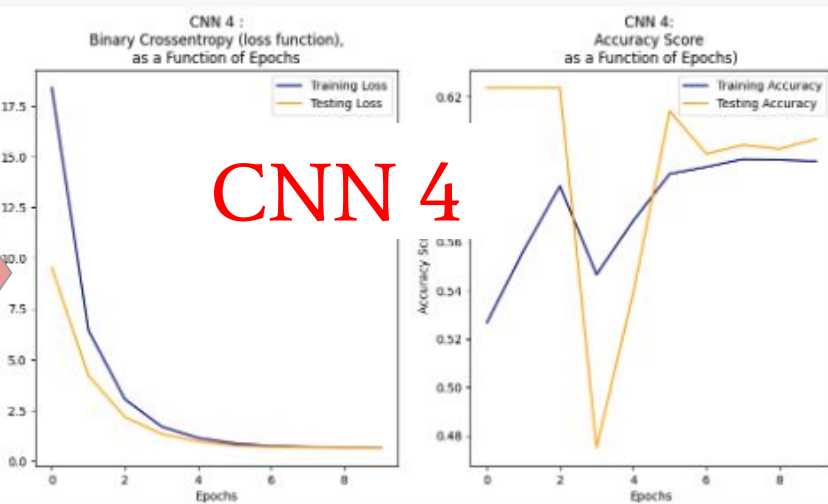 CNN 4 :
Binary Crossentropy (loss function),
as a Function of Epochs
Training Loss
Testing Loss
17.5
15.0
12.5
10.0
7.5
5.0
2.5
0.0
0 2 4 6 8
Epochs
CNN 4
CNN 4:
Accuracy Score
as a Function of Epochs)
Training Accuracy
Testing Accuracy
0.62
0.56
0.54
0.52
0.50
0.48
Accuracy
0 2 4 6 8
Epochs